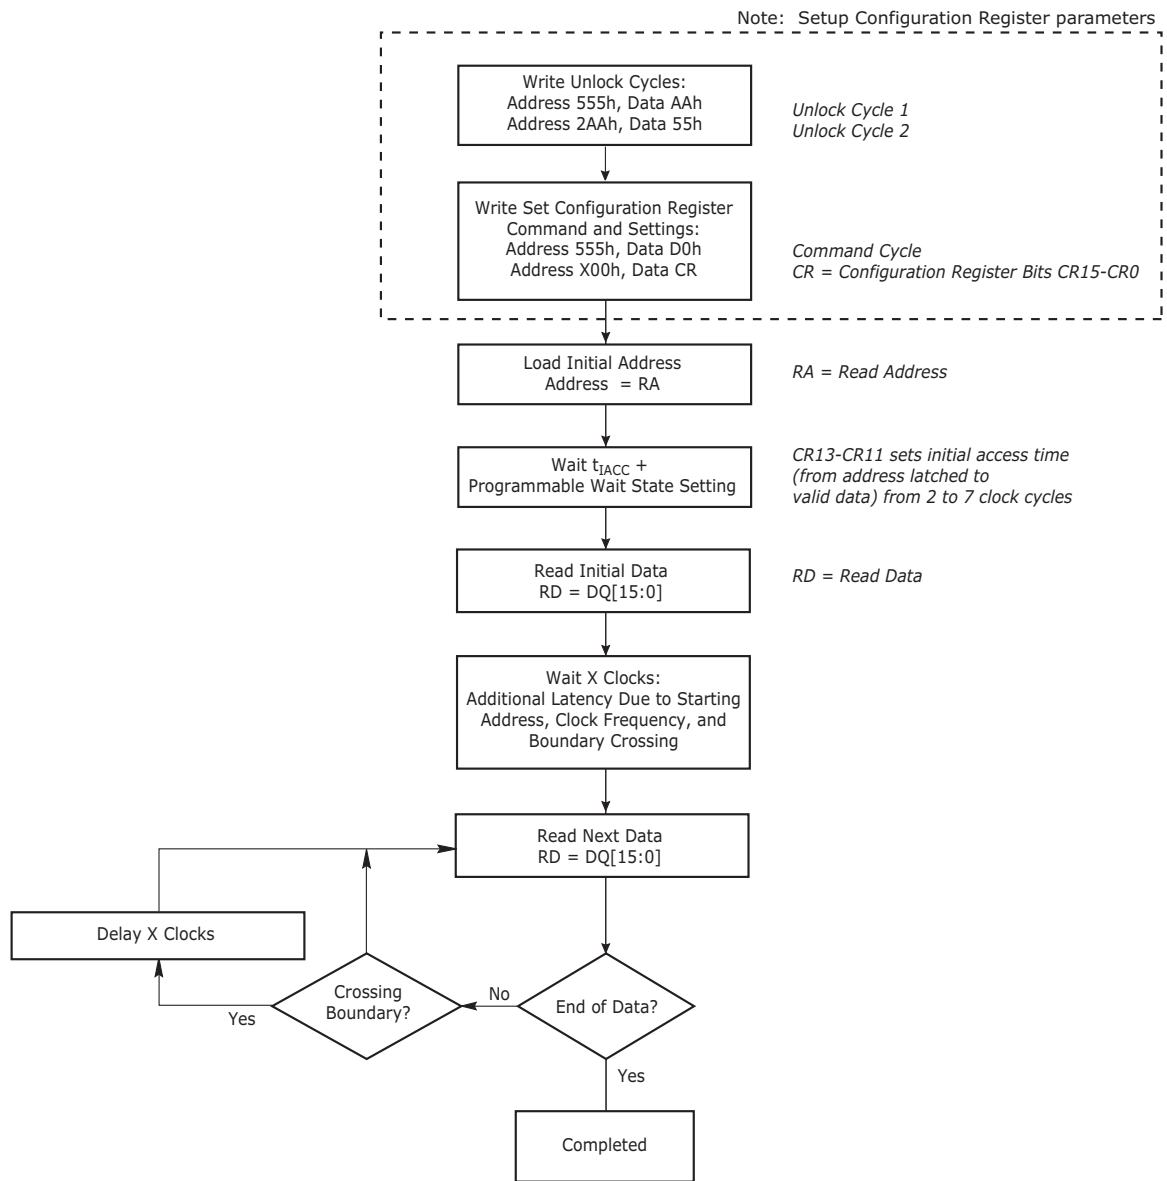 Note: Setup Configuration Register parameters
Write Unlock Cycles:
Address 555h, Data AAh
Address 2AAh, Data 55h
Unlock Cycle 1
Unlock Cycle 2
Write Set Configuration Register
Command and Settings:
Address 555h, Data D0h
Address X00h, Data CR
Command Cycle
CR = Configuration Register Bits CR15-CR0
Load Initial Address
Address = RA
RA = Read Address
Wait tIACC +
Programmable Wait State Setting
CR13-CR11 sets initial access time
(from address latched to
valid data) from 2 to 7 clock cycles
Read Initial Data
RD = DQ[15:0]
RD = Read Data
Wait X Clocks:
Additional Latency Due to Starting
Address, Clock Frequency, and
Boundary Crossing
Read Next Data
RD = DQ[15:0]
Delay X Clocks
Crossing
Boundary?
Yes
No
End of Data?
Yes
Completed